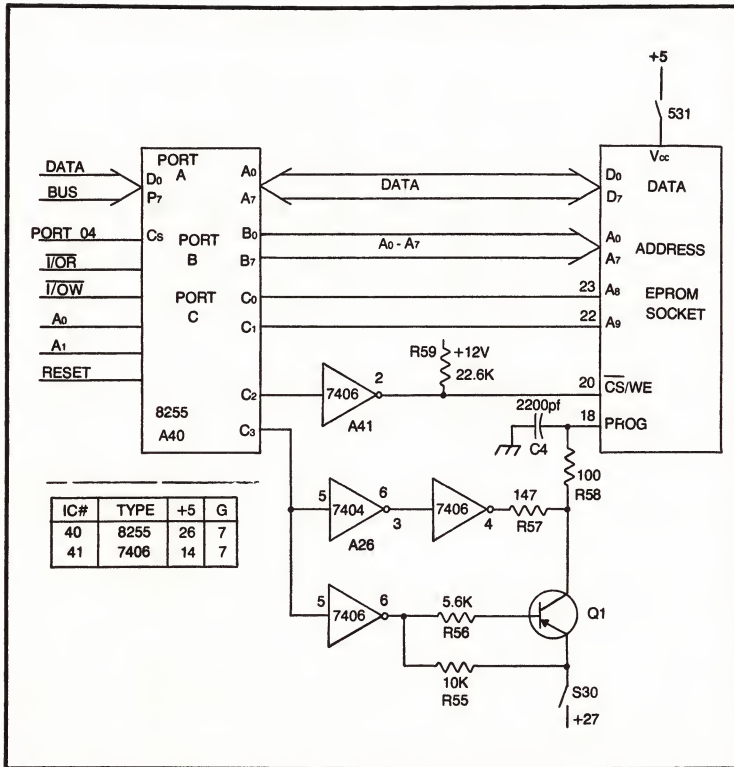 +5
531
Vcc
DATA
BUS
PORT 04
I/OR
I/OW
A0
A1
RESET
PORT
A
D0
P7
Cs
PORT
B
PORT
C
8255
A40
A0
A7
B0
B7
C0
C1
C2
C3
DATA
A0 - A7
D0
D7
DATA
A0
A7
ADDRESS
23
A8
EPROM
SOCKET
22
A9
R59
+12V
22.6K
7406
2
A41
20
CS/WE
2200pf
18
PROG
C4
100
R58
5
7404
6
3
A26
7406
4
147
R57
5
7406
6
5.6K
R56
Q1
10K
R55
S30
+27
IC# TYPE +5 G
40 8255 26 7
41 7406 14 7